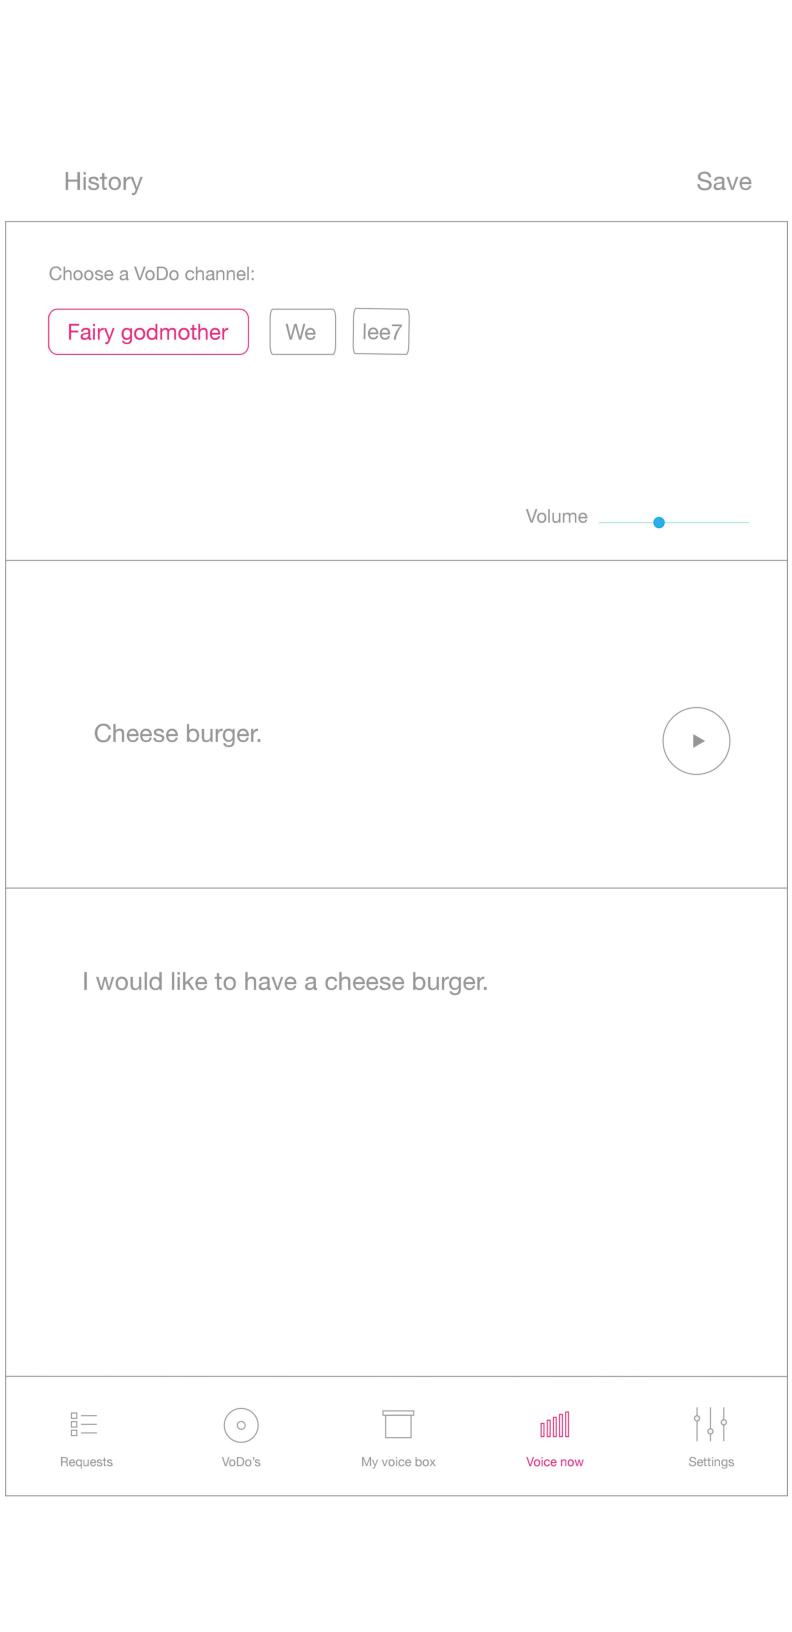 History Save
Choose a VoDo channel:
Fairy godmother We lee7
Volume
Cheese burger.
I would like to have a cheese burger.
Requests VoDo's My voice box Voice now Settings